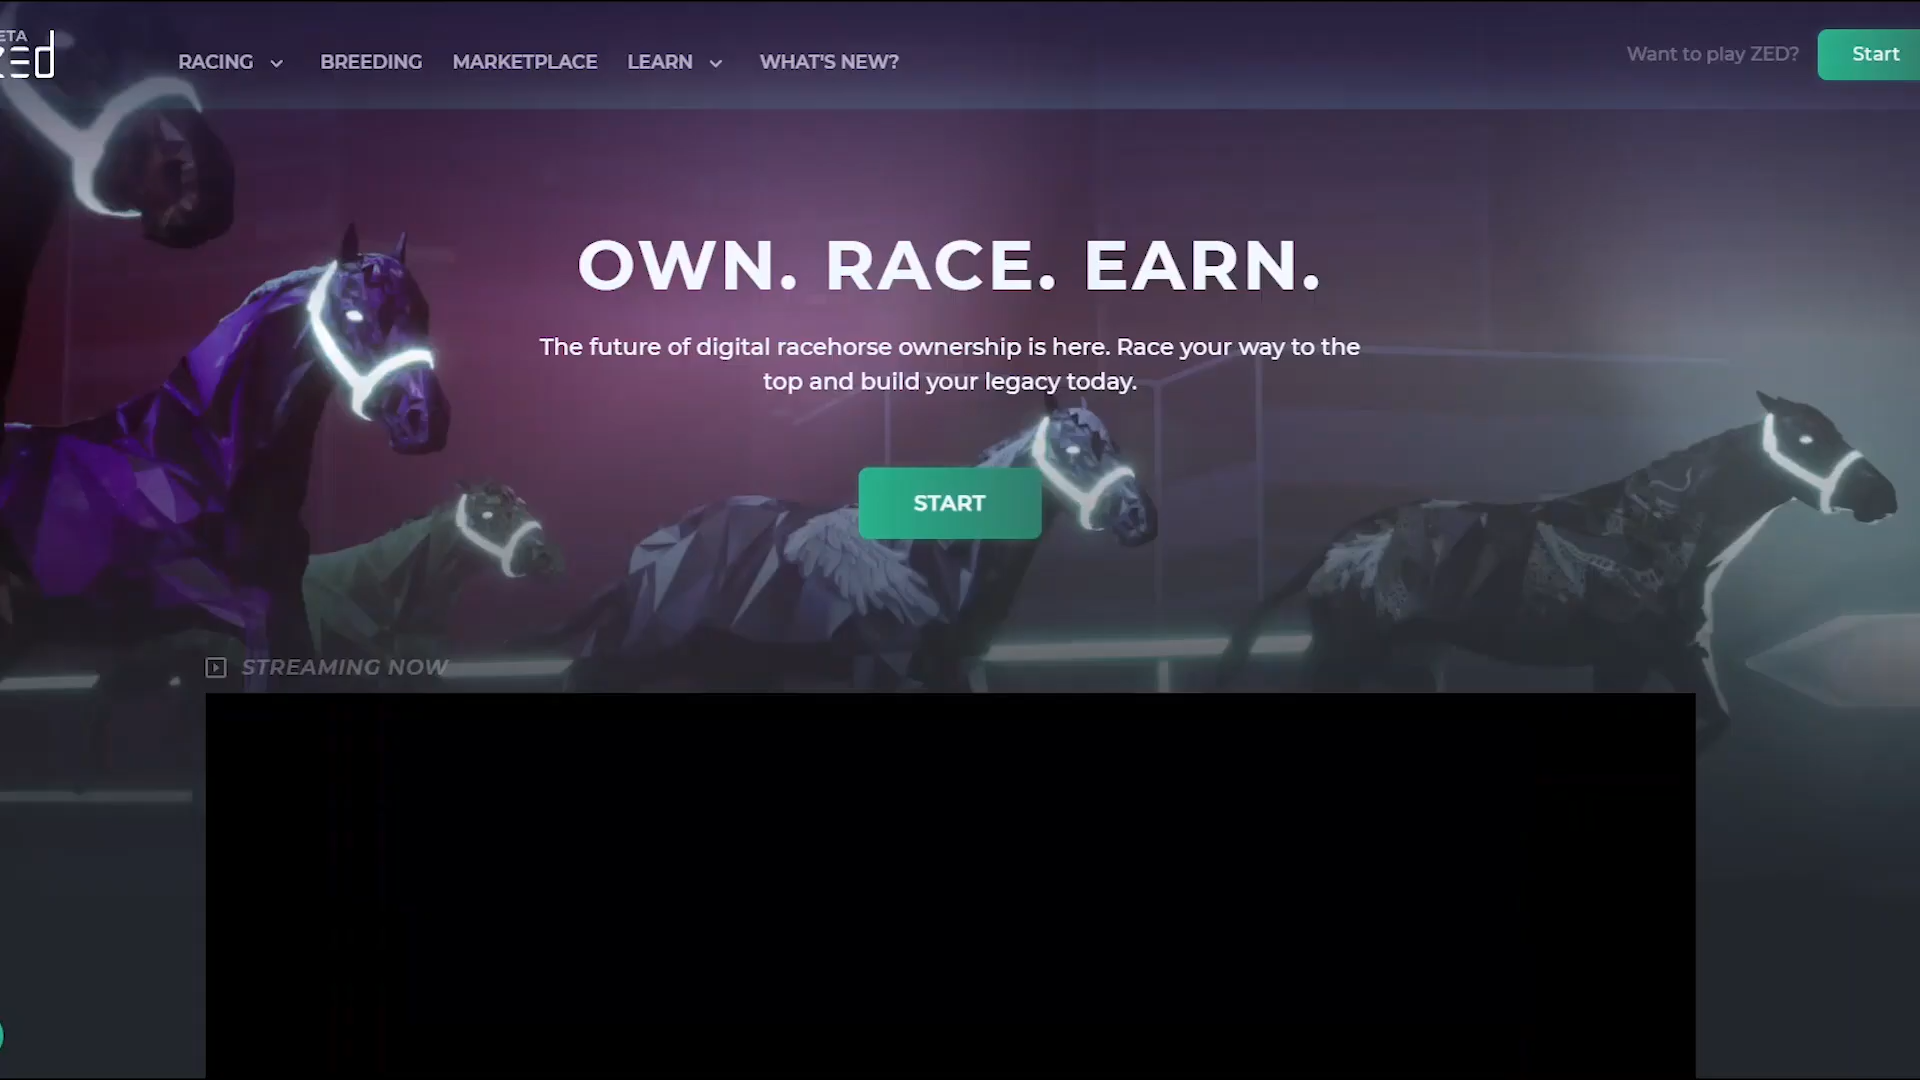 ETA
zed
RACING
BREEDING
MARKETPLACE
LEARN
WHAT'S NEW?
Want to play ZED?
Start
OWN. RACE. EARN.
The future of digital racehorse ownership is here. Race your way to the
top and build your legacy today.
START
STREAMING NOW